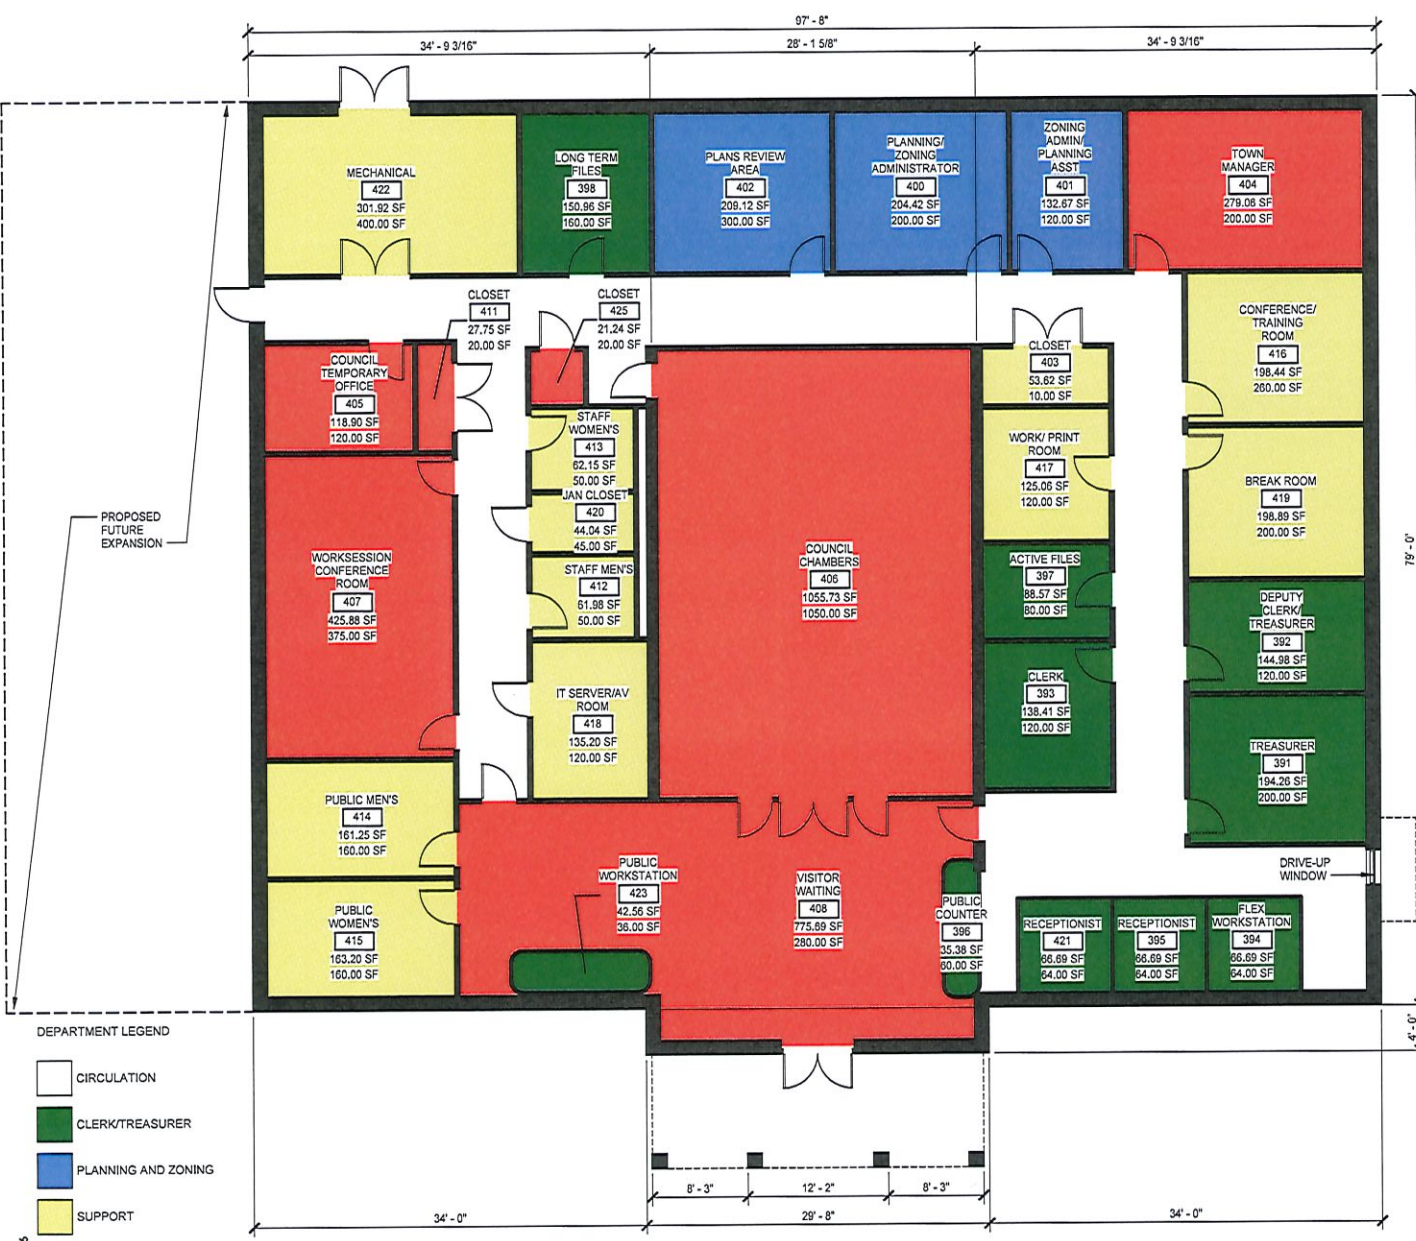 97' - 8"
34' - 9 3/16"
28' - 1 5/8"
34' - 9 3/16"
MECHANICAL
422
301.92 SF
400.00 SF
LONG TERM
FILES
398
150.96 SF
160.00 SF
PLANS REVIEW
AREA
402
209.12 SF
300.00 SF
PLANNING/
ZONING
ADMINISTRATOR
400
204.42 SF
200.00 SF
ZONING
ADMIN/
PLANNING
ASST
401
132.67 SF
120.00 SF
TOWN
MANAGER
404
279.08 SF
200.00 SF
CLOSET
411
27.75 SF
20.00 SF
CLOSET
425
21.24 SF
20.00 SF
CONFERENCE/
TRAINING
ROOM
416
198.44 SF
260.00 SF
COUNCIL
TEMPORARY
OFFICE
405
118.90 SF
120.00 SF
CLOSET
403
53.62 SF
10.00 SF
STAFF
WOMEN'S
413
62.15 SF
50.00 SF
WORK/ PRINT
ROOM
417
125.06 SF
120.00 SF
BREAK ROOM
419
198.89 SF
200.00 SF
JAN CLOSET
420
44.04 SF
45.00 SF
PROPOSED
FUTURE
EXPANSION
79' - 0"
WORKSESSION
CONFERENCE
ROOM
407
425.88 SF
375.00 SF
STAFF MEN'S
412
61.98 SF
50.00 SF
COUNCIL
CHAMBERS
406
1055.73 SF
1050.00 SF
ACTIVE FILES
397
88.57 SF
80.00 SF
DEPUTY
CLERK/
TREASURER
392
144.98 SF
120.00 SF
IT SERVER/AV
ROOM
418
135.20 SF
120.00 SF
CLERK
393
138.41 SF
120.00 SF
TREASURER
391
194.26 SF
200.00 SF
PUBLIC MEN'S
414
161.25 SF
160.00 SF
PUBLIC
WORKSTATION
423
42.56 SF
36.00 SF
VISITOR
WAITING
408
775.69 SF
280.00 SF
PUBLIC
COUNTER
396
35.38 SF
60.00 SF
DRIVE-UP
WINDOW
PUBLIC
WOMEN'S
415
163.20 SF
160.00 SF
RECEPTIONIST
421
66.69 SF
64.00 SF
RECEPTIONIST
395
66.69 SF
64.00 SF
FLEX
WORKSTATION
394
66.69 SF
64.00 SF
4' - 0"
DEPARTMENT LEGEND
CIRCULATION
CLERK/TREASURER
PLANNING AND ZONING
SUPPORT
8' - 3"
12' - 2"
8' - 3"
34' - 0"
29' - 8"
34' - 0"